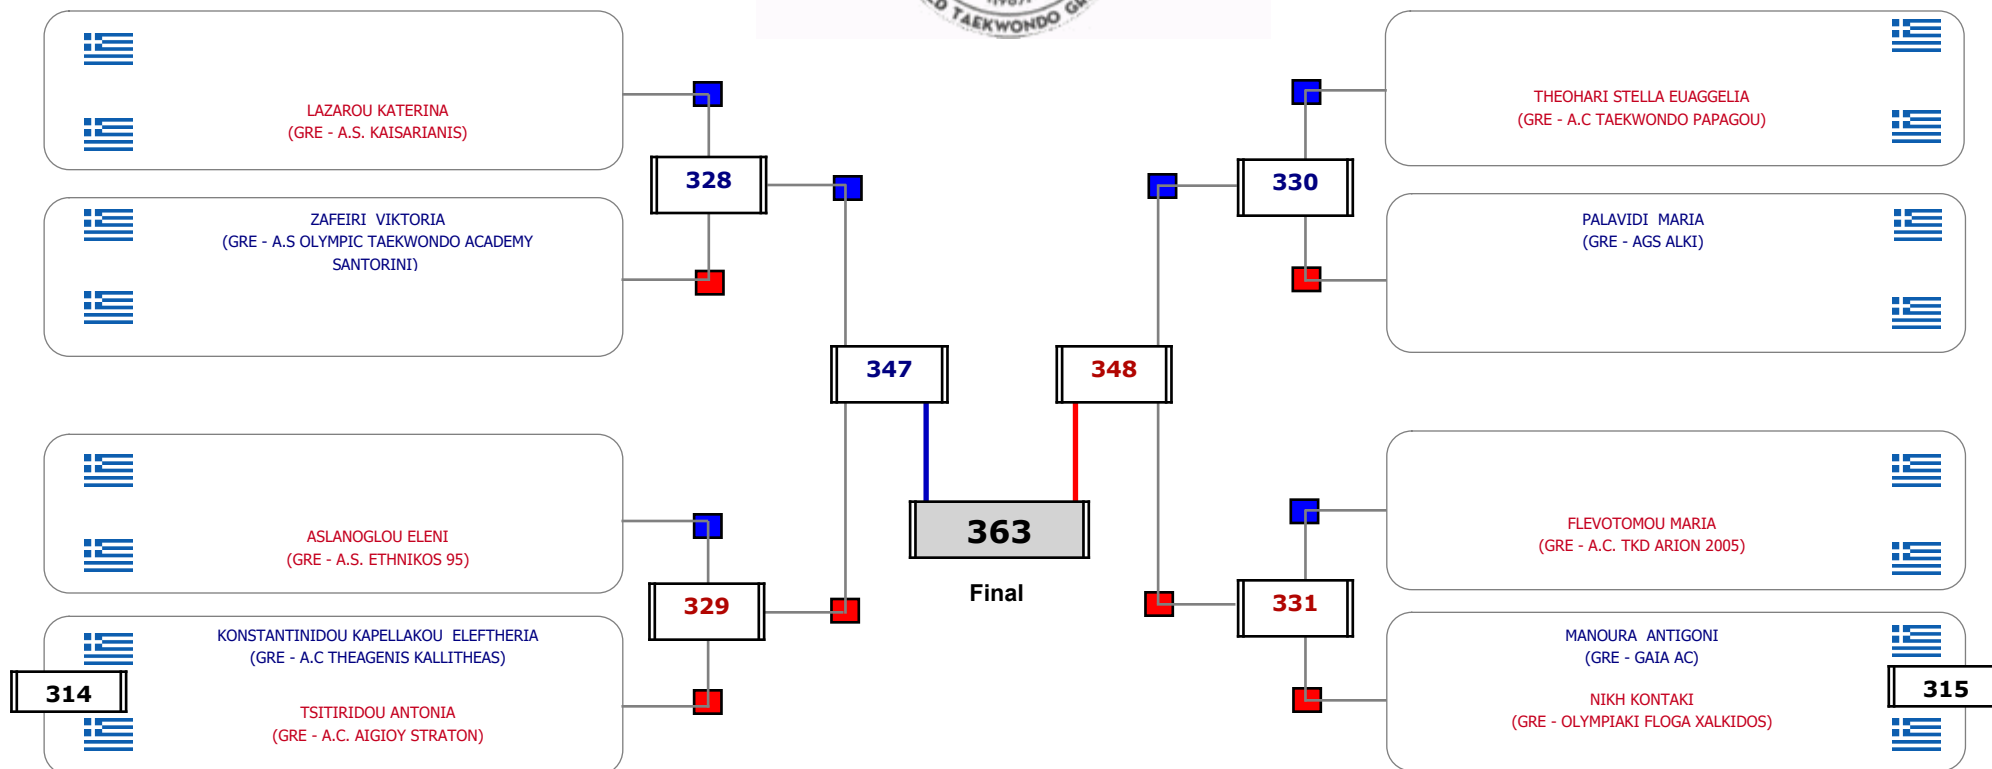 TAEKWONDO
LAZAROU KATERINA
(GRE - A.S. KAISARIANIS)
THEOHARI STELLA EUAGGELIA
(GRE - A.C TAEKWONDO PAPAGOU)
328
330
ZAFEIRI  VIKTORIA
(GRE - A.S OLYMPIC TAEKWONDO ACADEMY
SANTORINI)
PALAVIDI  MARIA
(GRE - AGS ALKI)
347
348
ASLANOGLOU ELENI
(GRE - A.S. ETHNIKOS 95)
363
Final
FLEVOTOMOU MARIA
(GRE - A.C. TKD ARION 2005)
329
331
KONSTANTINIDOU KAPELLAKOU  ELEFTHERIA
(GRE - A.C THEAGENIS KALLITHEAS)
MANOURA  ANTIGONI
(GRE - GAIA AC)
314
315
TSITIRIDOU ANTONIA
(GRE - A.C. AIGIOY STRATON)
NIKH KONTAKI
(GRE - OLYMPIAKI FLOGA XALKIDOS)